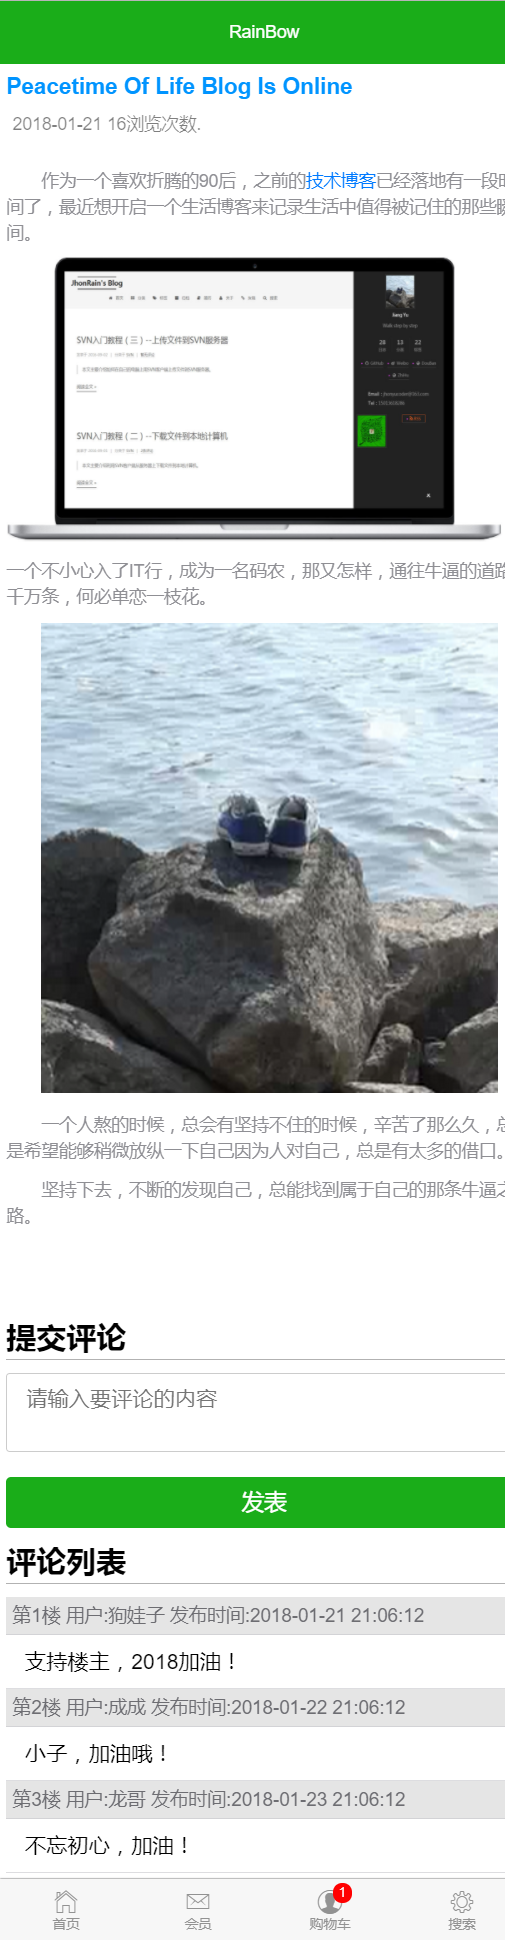 RainBow
Peacetime Of Life Blog Is Online
2018-01-21 16浏览次数.
作为一个喜欢折腾的90后，之前的技术博客已经落地有一段时
间了，最近想开启一个生活博客来记录生活中值得被记住的那些瞬
间。
JhonRain's Blog
SVN入门教程（三）--上传文件到SVN服务器
SVN入门教程（二）--下载文件到本地计算机
Jiang Yu
Walk step by step
28 13 22
一个不小心入了IT行，成为一名码农，那又怎样，通往牛逼的道路
千万条，何必单恋一枝花。
一个人熬的时候，总会有坚持不住的时候，辛苦了那么久，总
是希望能够稍微放纵一下自己因为人对自己，总是有太多的借口。
坚持下去，不断的发现自己，总能找到属于自己的那条牛逼之
路。
提交评论
请输入要评论的内容
发表
评论列表
第1楼 用户:狗娃子 发布时间:2018-01-21 21:06:12
支持楼主，2018加油！
第2楼 用户:成成 发布时间:2018-01-22 21:06:12
小子，加油哦！
第3楼 用户:龙哥 发布时间:2018-01-23 21:06:12
不忘初心，加油！
1
首页 会员 购物车 搜索